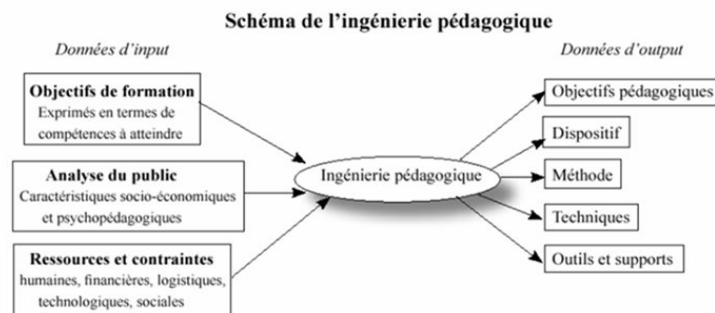 Schéma de l'ingénierie pédagogique
Données d'input
Données d'output
Objectifs de formation
Exprimés en termes de
compétences à atteindre
Analyse du public
Caractéristiques socio-économiques
et psychopédagogiques
Ressources et contraintes
humaines, financières, logistiques,
technologiques, sociales
Ingénierie pédagogique
Objectifs pédagogiques
Dispositif
Méthode
Techniques
Outils et supports